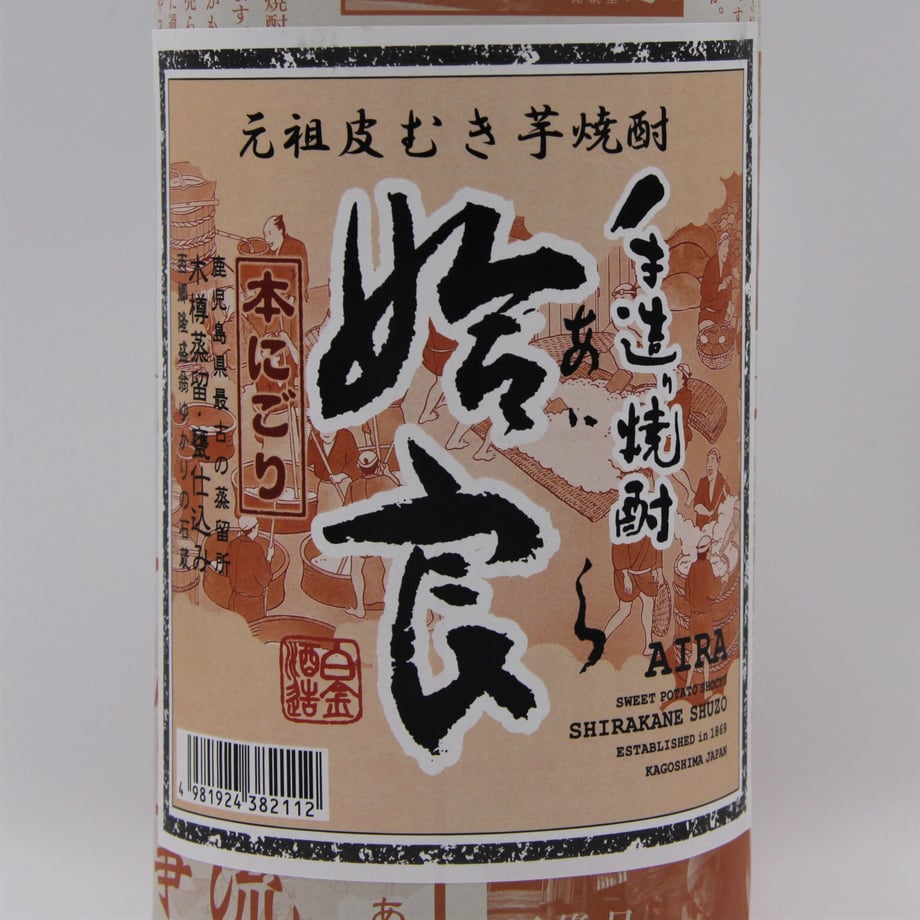 元祖皮むき芋焼酎
手造り焼酎
姶良
あいら
本にごり
鹿児島県最古の蒸留所
木樽蒸留・甕仕込み
西郷隆盛翁ゆかりの石蔵
白金酒造
AIRA
SWEET POTATO SHOCYU
SHIRAKANE SHUZO
ESTABLISHED in 1869
KAGOSHIMA JAPAN
4 981924 382112